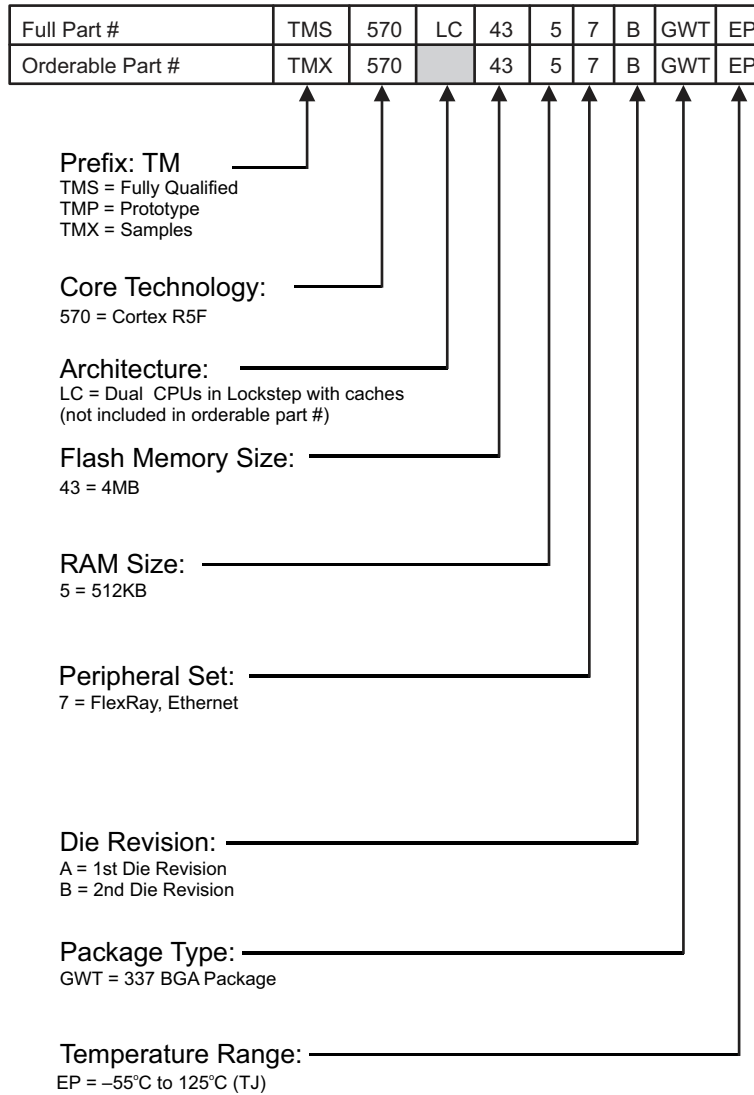 Full Part # TMS 570 LC 43 5 7 B GWT EP
Orderable Part # TMX 570 43 5 7 B GWT EP
Prefix: TM
TMS = Fully Qualified
TMP = Prototype
TMX = Samples
Core Technology:
570 = Cortex R5F
Architecture:
LC = Dual CPUs in Lockstep with caches
(not included in orderable part #)
Flash Memory Size:
43 = 4MB
RAM Size:
5 = 512KB
Peripheral Set:
7 = FlexRay, Ethernet
Die Revision:
A = 1st Die Revision
B = 2nd Die Revision
Package Type:
GWT = 337 BGA Package
Temperature Range:
EP = –55°C to 125°C (TJ)